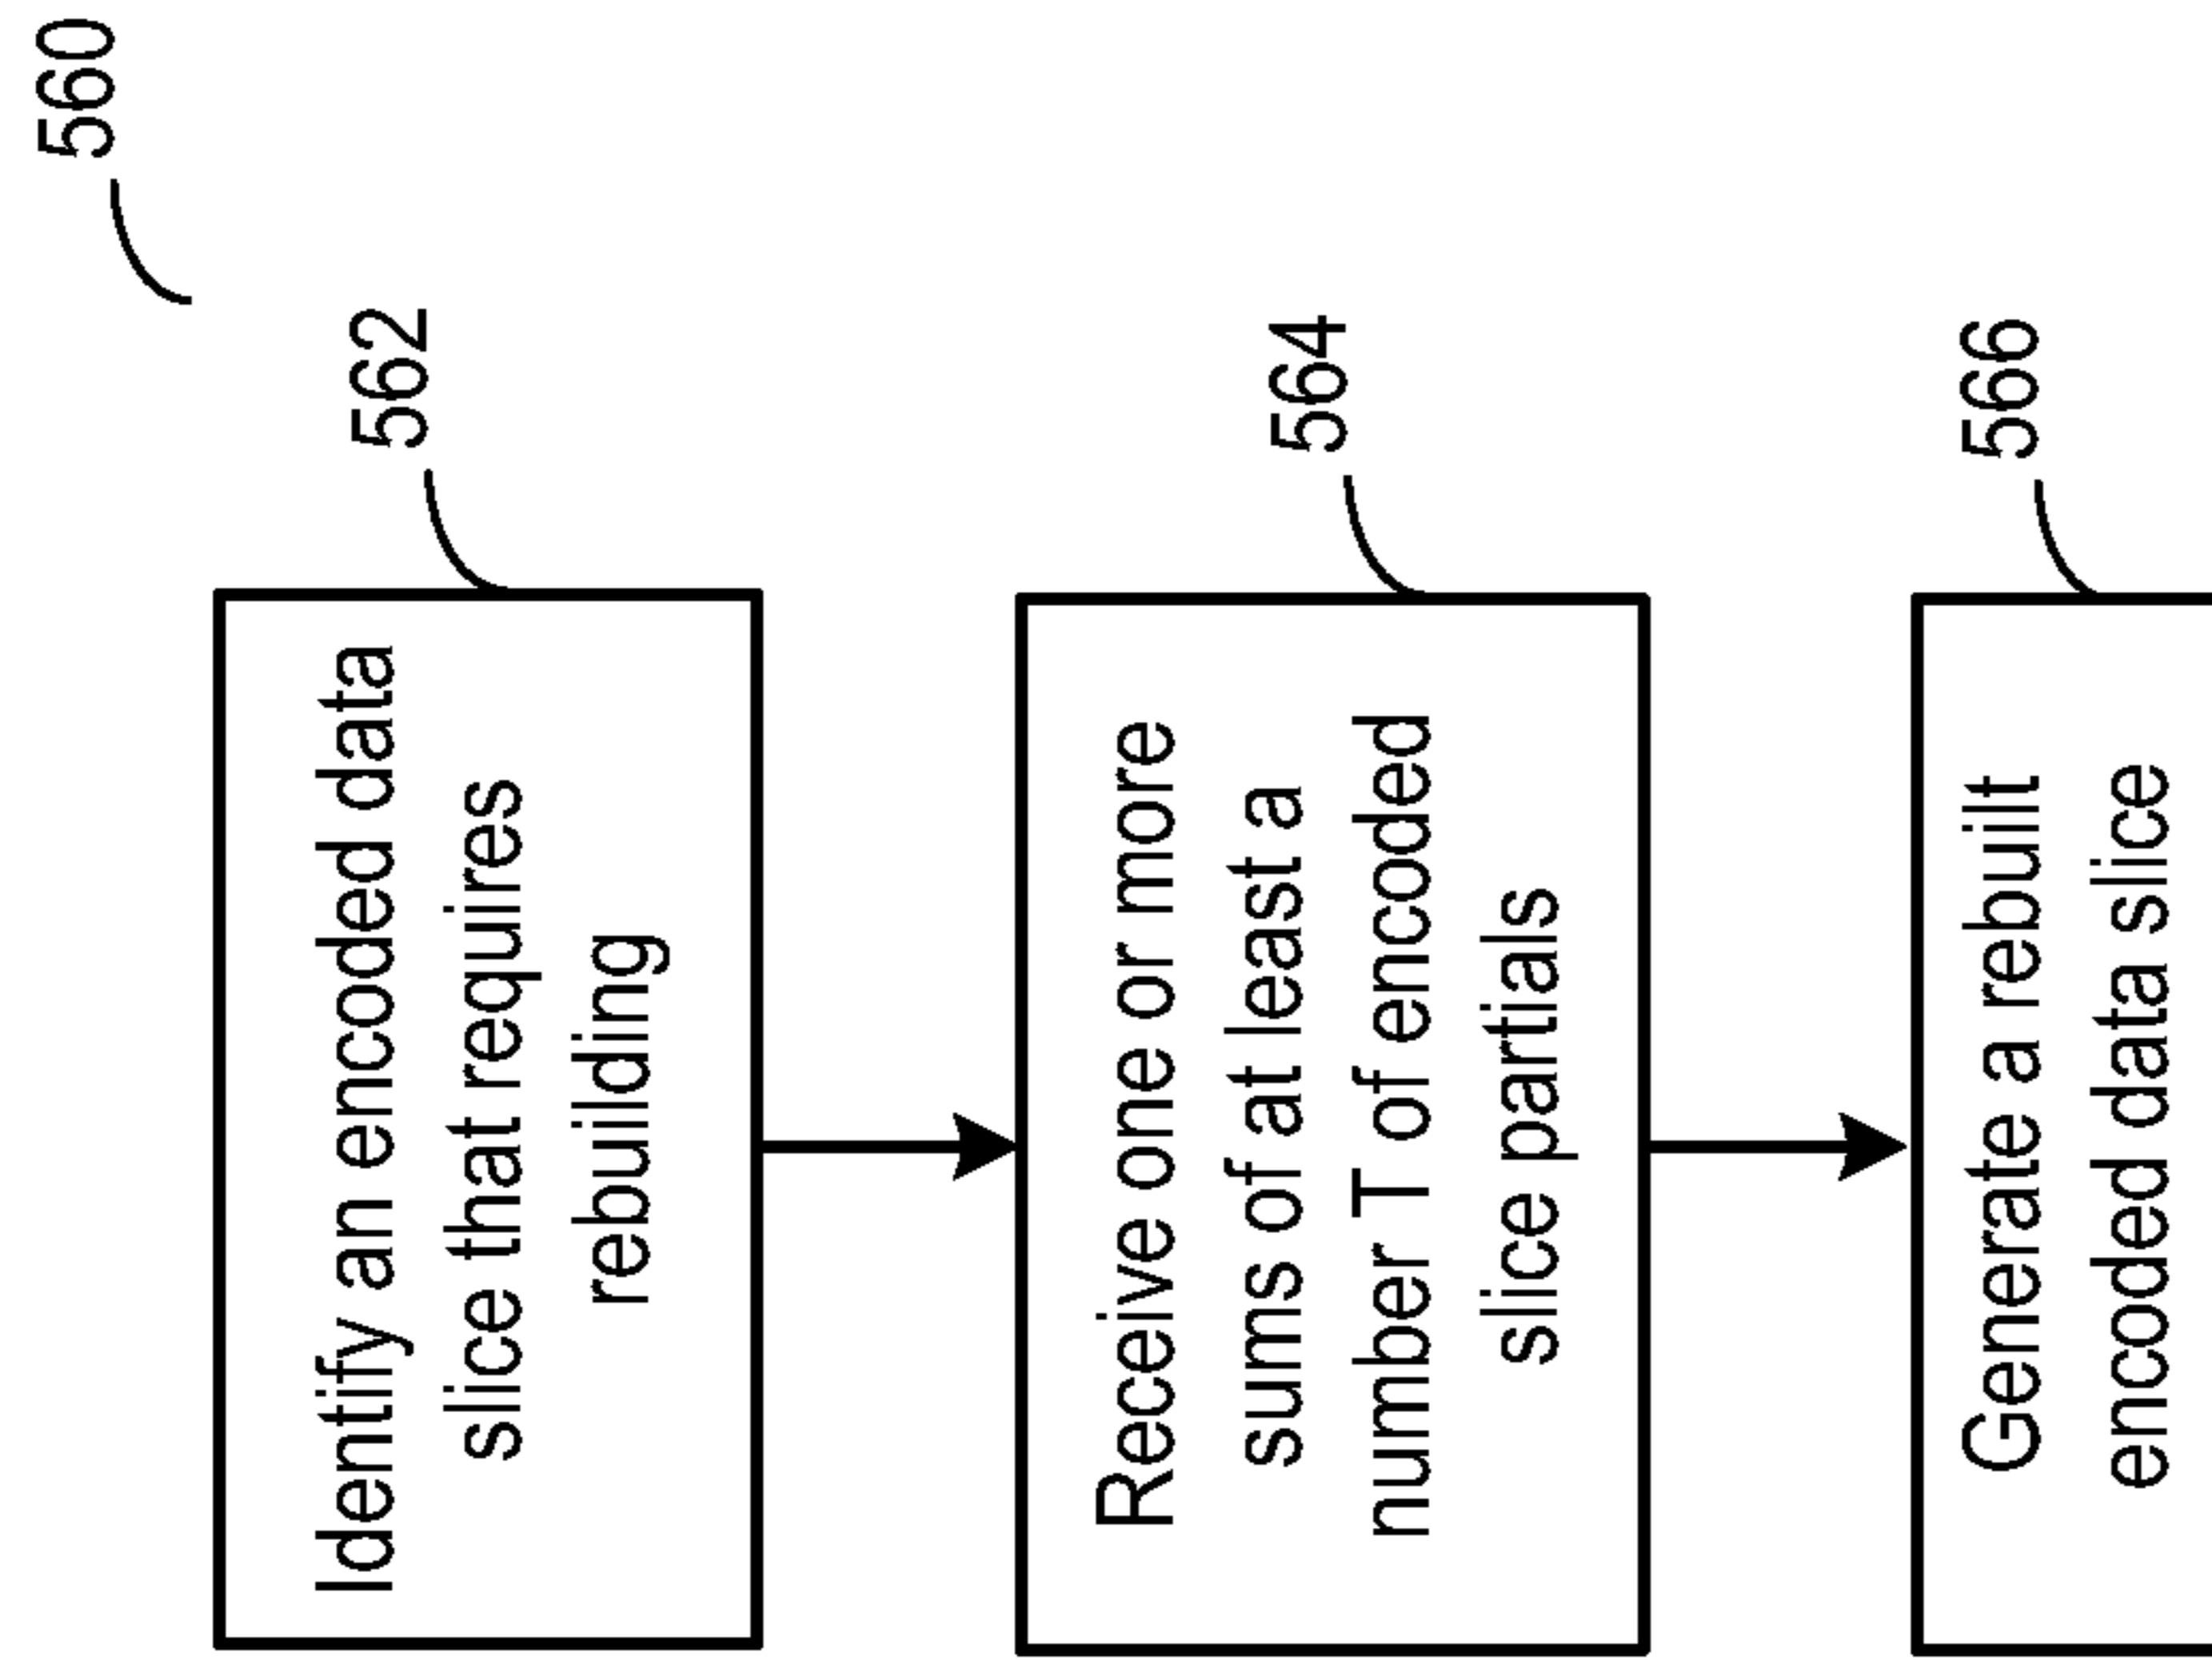 560
562
Identify an encoded data
slice that requires
rebuilding
564
Receive one or more
sums of at least a
number T of encoded
slice partials
566
Generate a rebuilt
encoded data slice